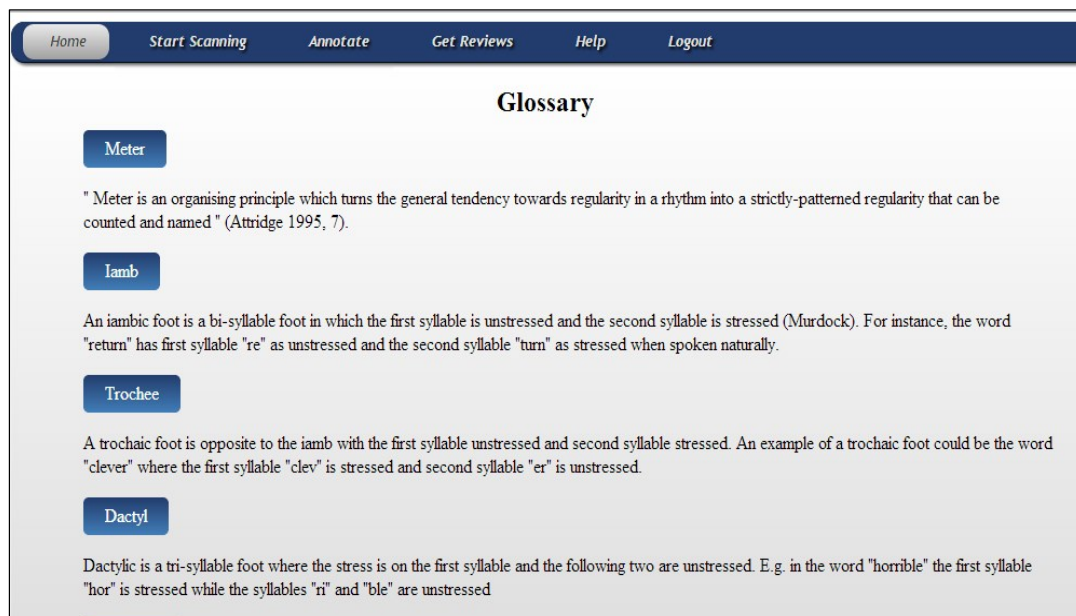 Home Start Scanning Annotate Get Reviews Help Logout
Glossary
Meter
" Meter is an organising principle which turns the general tendency towards regularity in a rhythm into a strictly-patterned regularity that can be
counted and named " (Attridge 1995, 7).
Iamb
An iambic foot is a bi-syllable foot in which the first syllable is unstressed and the second syllable is stressed (Murdock). For instance, the word
"return" has first syllable "re" as unstressed and the second syllable "turn" as stressed when spoken naturally.
Trochee
A trochaic foot is opposite to the iamb with the first syllable unstressed and second syllable stressed. An example of a trochaic foot could be the word
"clever" where the first syllable "clev" is stressed and second syllable "er" is unstressed.
Dactyl
Dactylic is a tri-syllable foot where the stress is on the first syllable and the following two are unstressed. E.g. in the word "horrible" the first syllable
"hor" is stressed while the syllables "ri" and "ble" are unstressed